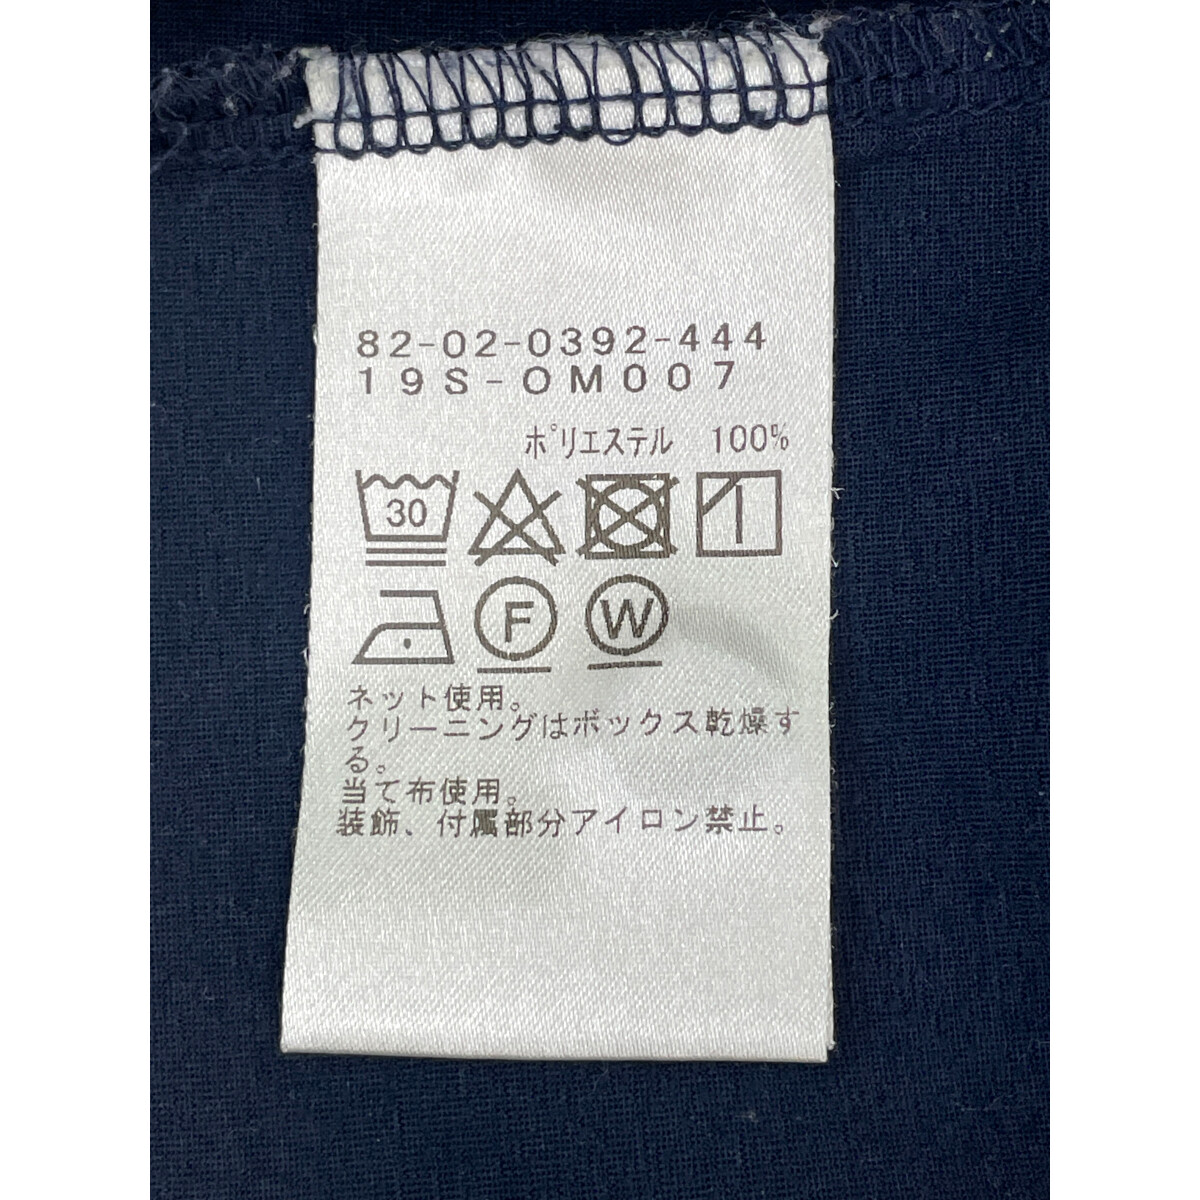 82-02-0392-444
19S-OM007
ポリエステル 100%
30
F
W
ネット使用。
クリーニングはボックス乾燥す
る。
当て布使用。
装飾、付属部分アイロン禁止。